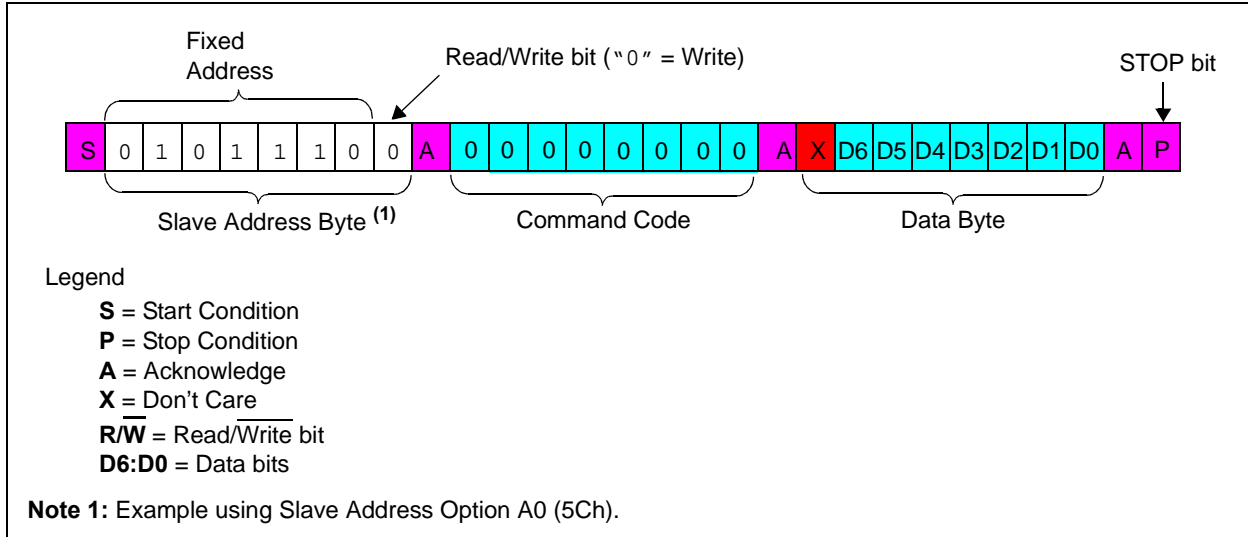 Fixed
Address
Read/Write bit ("0" = Write)
STOP bit
S 0 1 0 1 1 1 0 0 A 0 0 0 0 0 0 0 0 A X D6 D5 D4 D3 D2 D1 D0 A P
Slave Address Byte (1)
Command Code
Data Byte
Legend
S = Start Condition
P = Stop Condition
A = Acknowledge
X = Don't Care
R/W̅ = Read/W̅r̅i̅t̅e̅ bit
D6:D0 = Data bits
Note 1: Example using Slave Address Option A0 (5Ch).